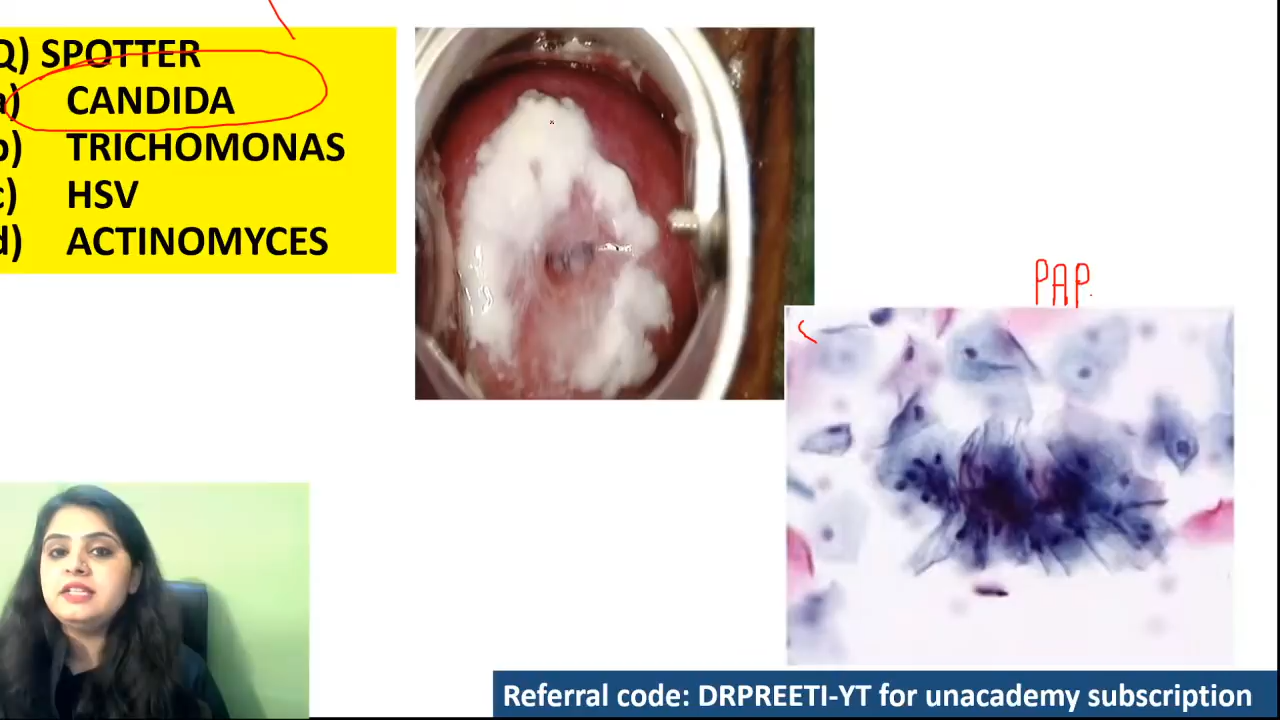 Q) SPOTTER
a) CANDIDA
b) TRICHOMONAS
c) HSV
d) ACTINOMYCES
PAP
Referral code: DRPREETI-YT for unacademy subscription